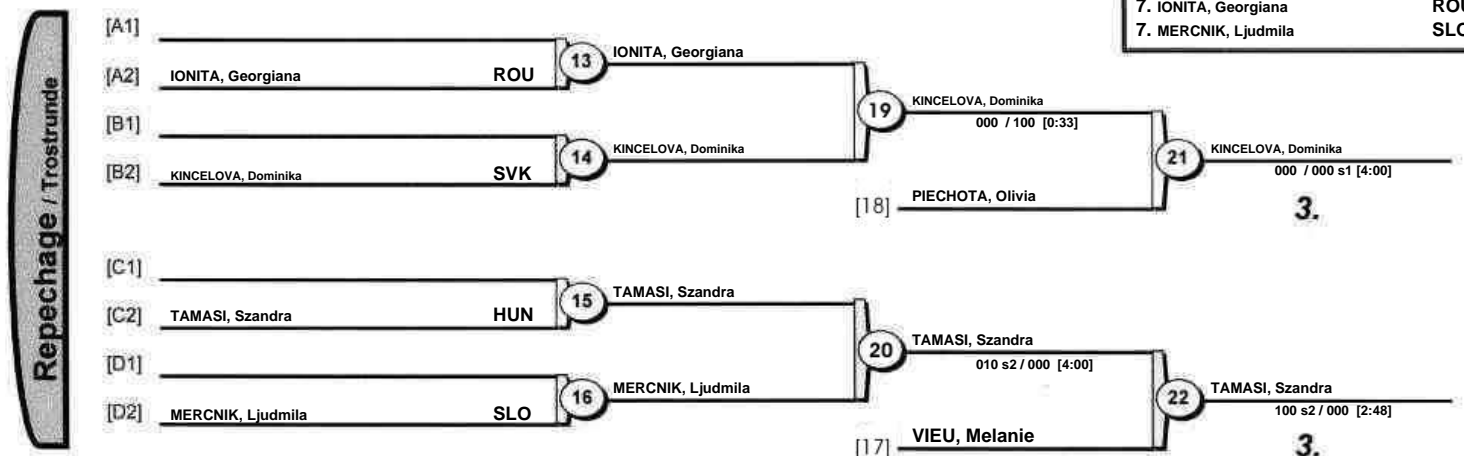 7. IONITA, Georgiana ROU
7. MERCNIK, Ljudmila SLO
Repechage / Trostrunde
[A1]
[A2] IONITA, Georgiana ROU
13 IONITA, Georgiana
[B1]
[B2] KINCELOVA, Dominika SVK
14 KINCELOVA, Dominika
19 KINCELOVA, Dominika
000 / 100 [0:33]
[18] PIECHOTA, Olivia
21 KINCELOVA, Dominika
000 / 000 s1 [4:00]
3.
[C1]
[C2] TAMASI, Szandra HUN
15 TAMASI, Szandra
[D1]
[D2] MERCNIK, Ljudmila SLO
16 MERCNIK, Ljudmila
20 TAMASI, Szandra
010 s2 / 000 [4:00]
[17] VIEU, Melanie
22 TAMASI, Szandra
100 s2 / 000 [2:48]
3.